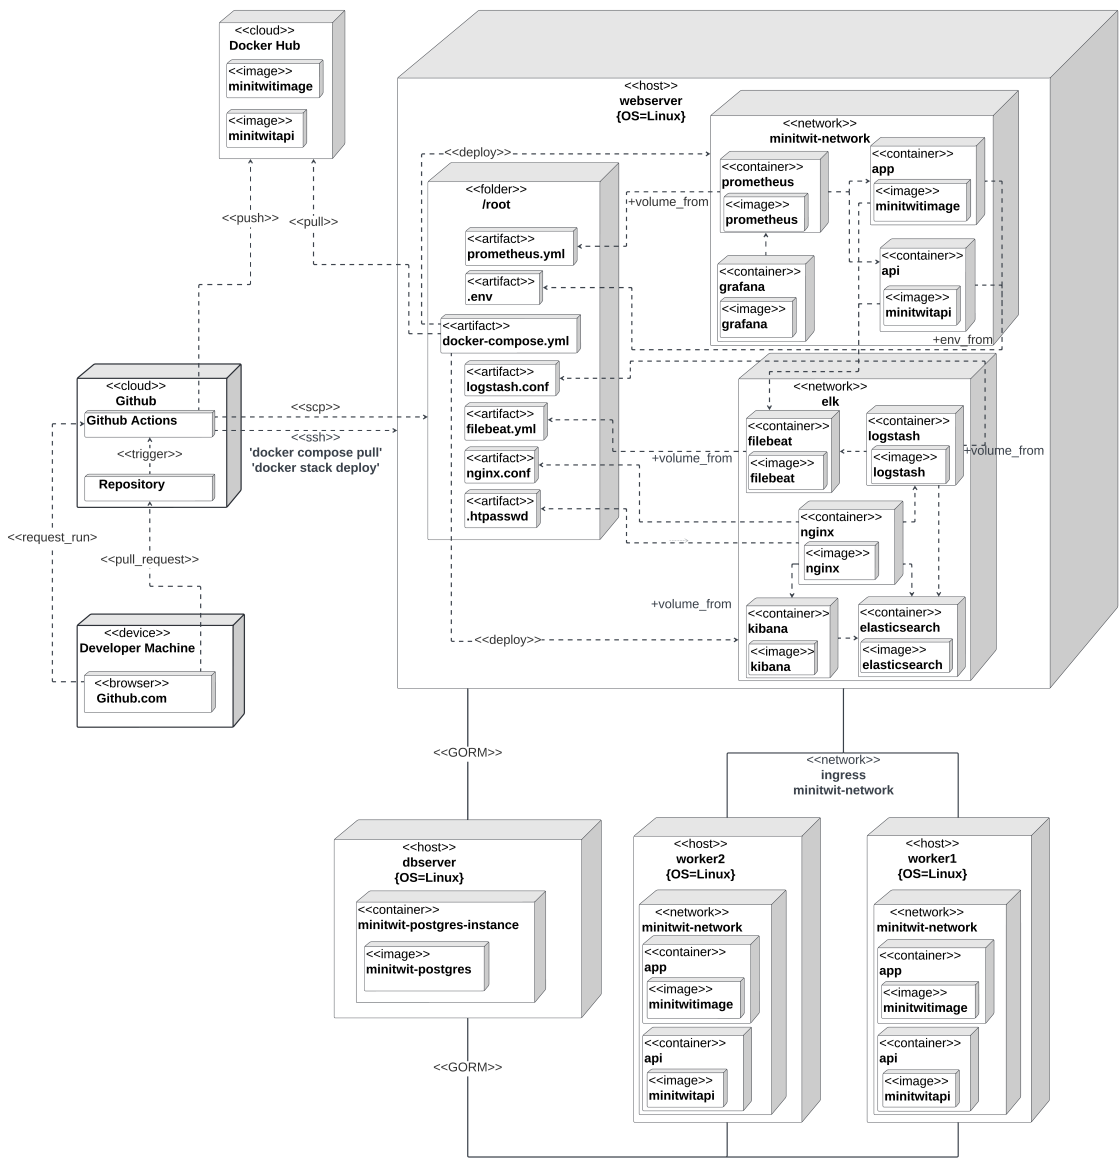 <<cloud>>
Docker Hub
<<image>>
minitwitimage
<<image>>
minitwitapi
<<push>>
<<pull>>
<<cloud>>
Github
Github Actions
<<trigger>>
Repository
<<request_run>>
<<pull_request>>
<<device>>
Developer Machine
<<browser>>
Github.com
<<scp>>
<<ssh>>
'docker compose pull'
'docker stack deploy'
<<host>>
webserver
{OS=Linux}
<<deploy>>
<<folder>>
/root
<<artifact>>
prometheus.yml
<<artifact>>
.env
<<artifact>>
docker-compose.yml
<<artifact>>
logstash.conf
<<artifact>>
filebeat.yml
<<artifact>>
nginx.conf
<<artifact>>
.htpasswd
<<deploy>>
+volume_from
+volume_from
+volume_from
+volume_from
+env_from
<<network>>
minitwit-network
<<container>>
prometheus
<<image>>
prometheus
<<container>>
grafana
<<image>>
grafana
<<container>>
app
<<image>>
minitwitimage
<<container>>
api
<<image>>
minitwitapi
<<network>>
elk
<<container>>
filebeat
<<image>>
filebeat
<<container>>
logstash
<<image>>
logstash
<<container>>
nginx
<<image>>
nginx
<<container>>
kibana
<<image>>
kibana
<<container>>
elasticsearch
<<image>>
elasticsearch
<<GORM>>
<<network>>
ingress
minitwit-network
<<host>>
dbserver
{OS=Linux}
<<container>>
minitwit-postgres-instance
<<image>>
minitwit-postgres
<<GORM>>
<<host>>
worker2
{OS=Linux}
<<network>>
minitwit-network
<<container>>
app
<<image>>
minitwitimage
<<container>>
api
<<image>>
minitwitapi
<<host>>
worker1
{OS=Linux}
<<network>>
minitwit-network
<<container>>
app
<<image>>
minitwitimage
<<container>>
api
<<image>>
minitwitapi